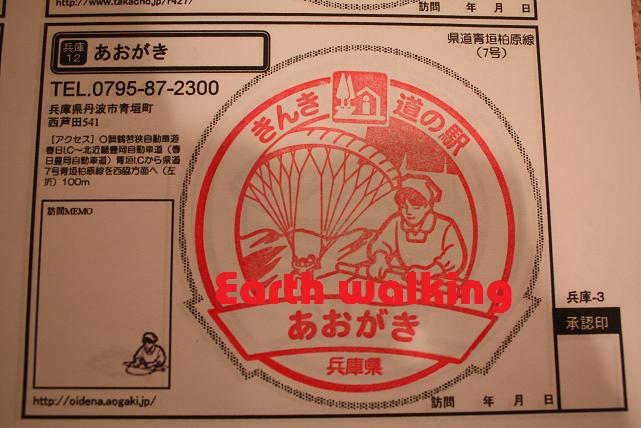 http://www.takacho.jp/r427/
訪問 年 月 日
兵庫
12
あおがき
県道青垣柏原線
(7号)
TEL.0795-87-2300
兵庫県丹波市青垣町
西芦田541
［アクセス］〇舞鶴若狭自動車道
春日I.C～北近畿豊岡自動車道（春
日豊岡自動車道）青垣I.Cから県道
7号青垣柏原線を西脇方面へ（左
折）100m
訪問MEMO
きんき 道の駅
Earth walking
あおがき
兵庫県
兵庫-3
承認印
http://oidena.aogaki.jp/
訪問 年 月 日